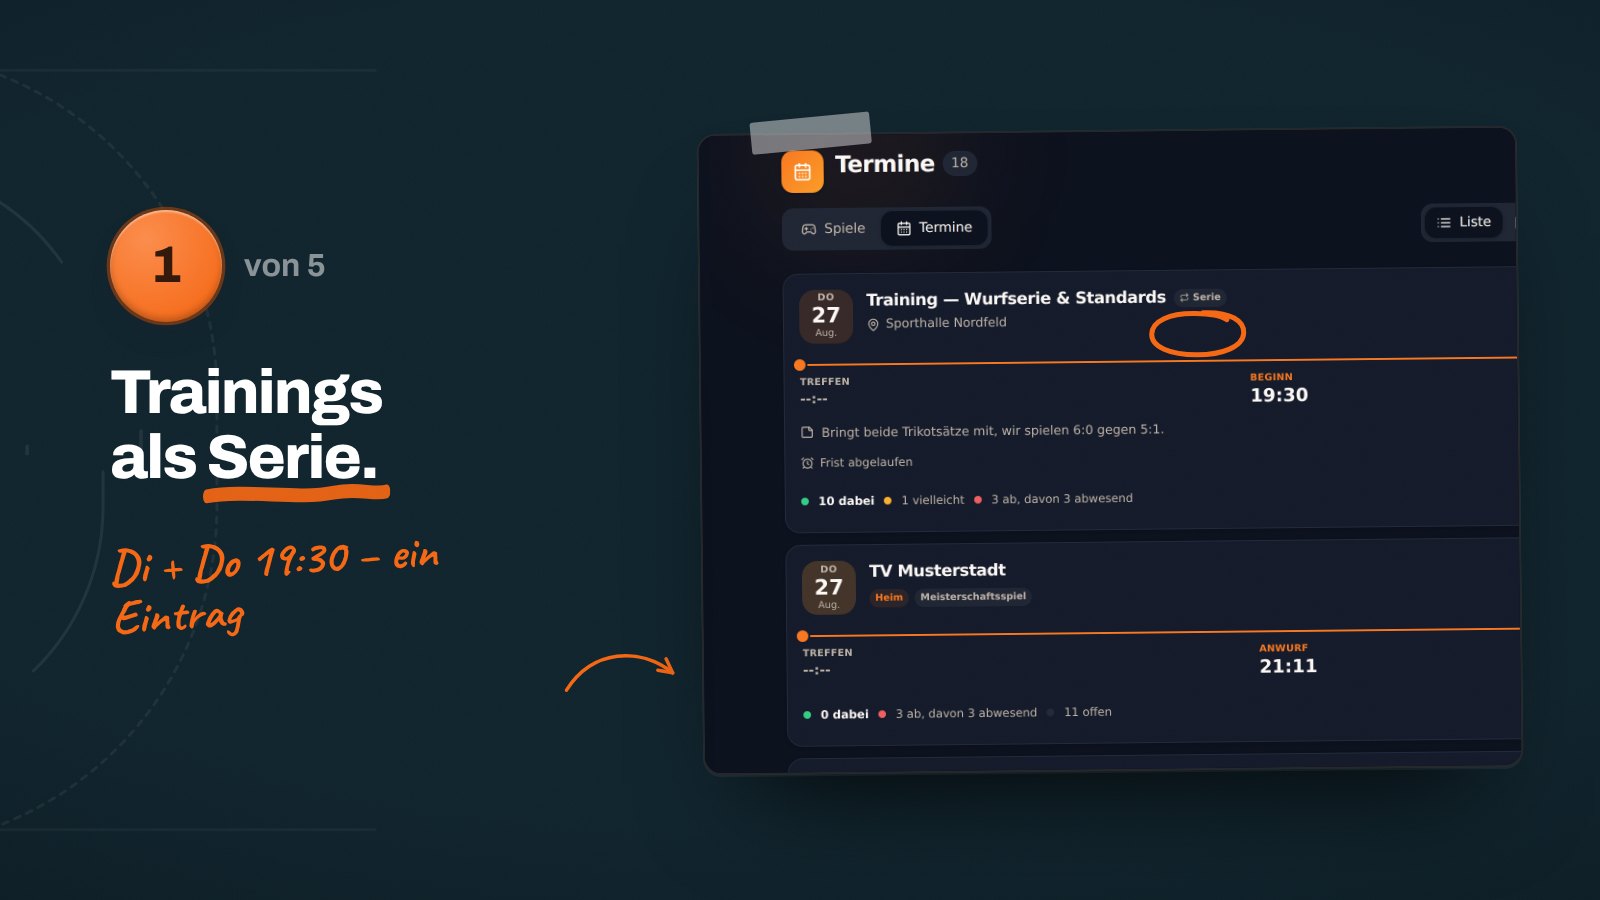 1
von 5
Trainings
als Serie.
Di + Do 19:30 – ein
Eintrag
Termine 18
Spiele Termine
Liste
DO
27
Aug.
Training — Wurfserie & Standards Serie
Sporthalle Nordfeld
TREFFEN
--:--
BEGINN
19:30
Bringt beide Trikotsätze mit, wir spielen 6:0 gegen 5:1.
Frist abgelaufen
10 dabei 1 vielleicht 3 ab, davon 3 abwesend
DO
27
Aug.
TV Musterstadt
Heim Meisterschaftsspiel
TREFFEN
--:--
ANWURF
21:11
0 dabei 3 ab, davon 3 abwesend 11 offen